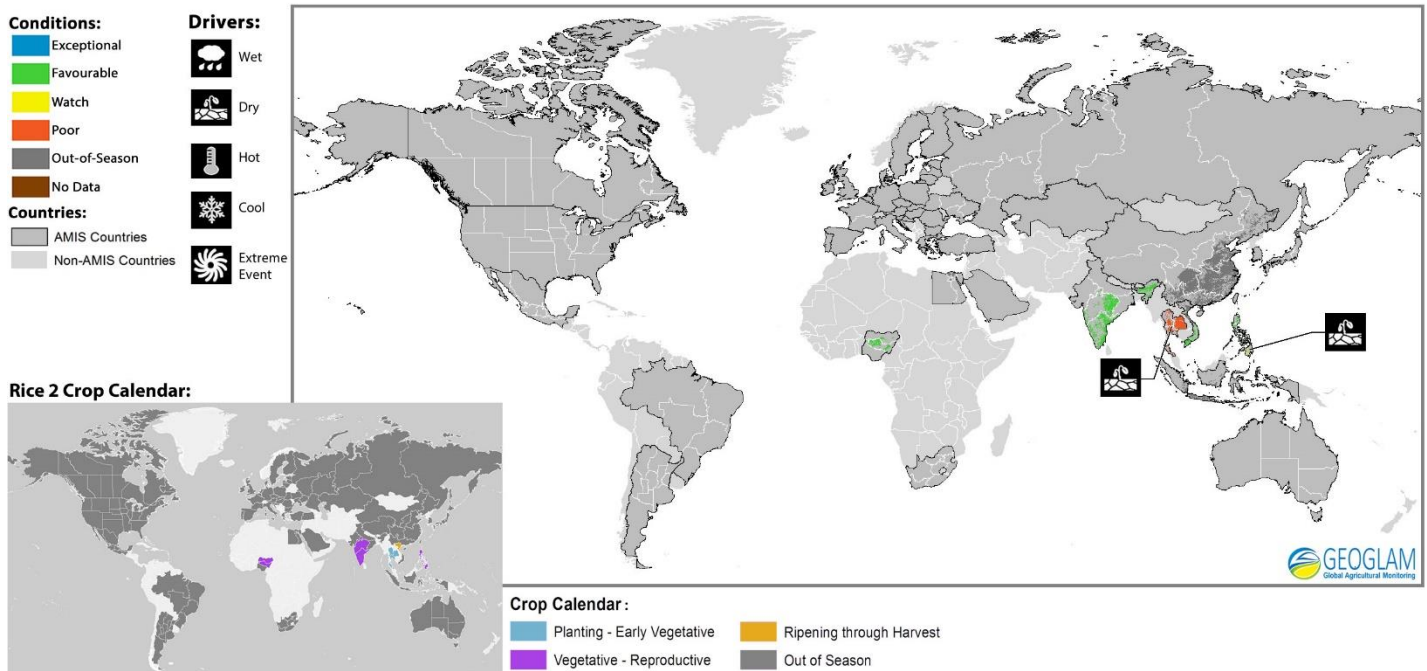 Conditions:
Exceptional
Favourable
Watch
Poor
Out-of-Season
No Data
Countries:
AMIS Countries
Non-AMIS Countries
Drivers:
Wet
Dry
Hot
Cool
Extreme
Event
GEOGLAM
Global Agricultural Monitoring
Rice 2 Crop Calendar:
Crop Calendar :
Planting - Early Vegetative
Ripening through Harvest
Vegetative - Reproductive
Out of Season